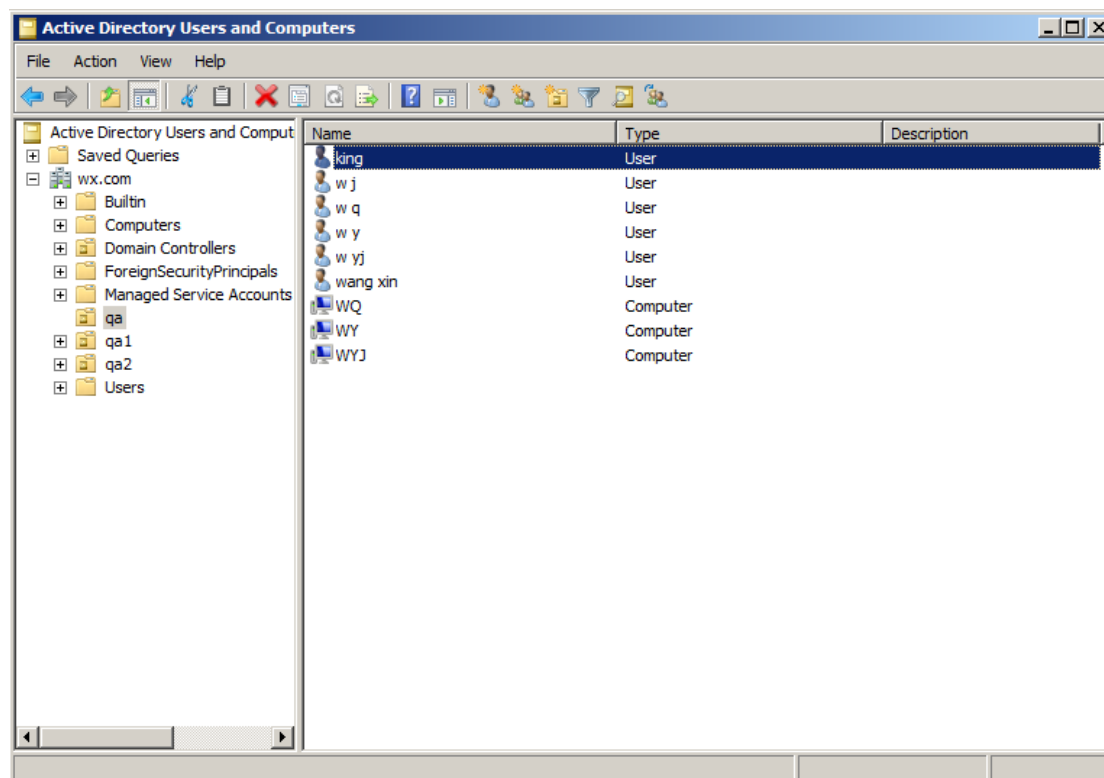 Active Directory Users and Computers
File Action View Help
Active Directory Users and Comput
Saved Queries
wx.com
Builtin
Computers
Domain Controllers
ForeignSecurityPrincipals
Managed Service Accounts
qa
qa1
qa2
Users
Name Type Description
king User
w j User
w q User
w y User
w yj User
wang xin User
WQ Computer
WY Computer
WYJ Computer